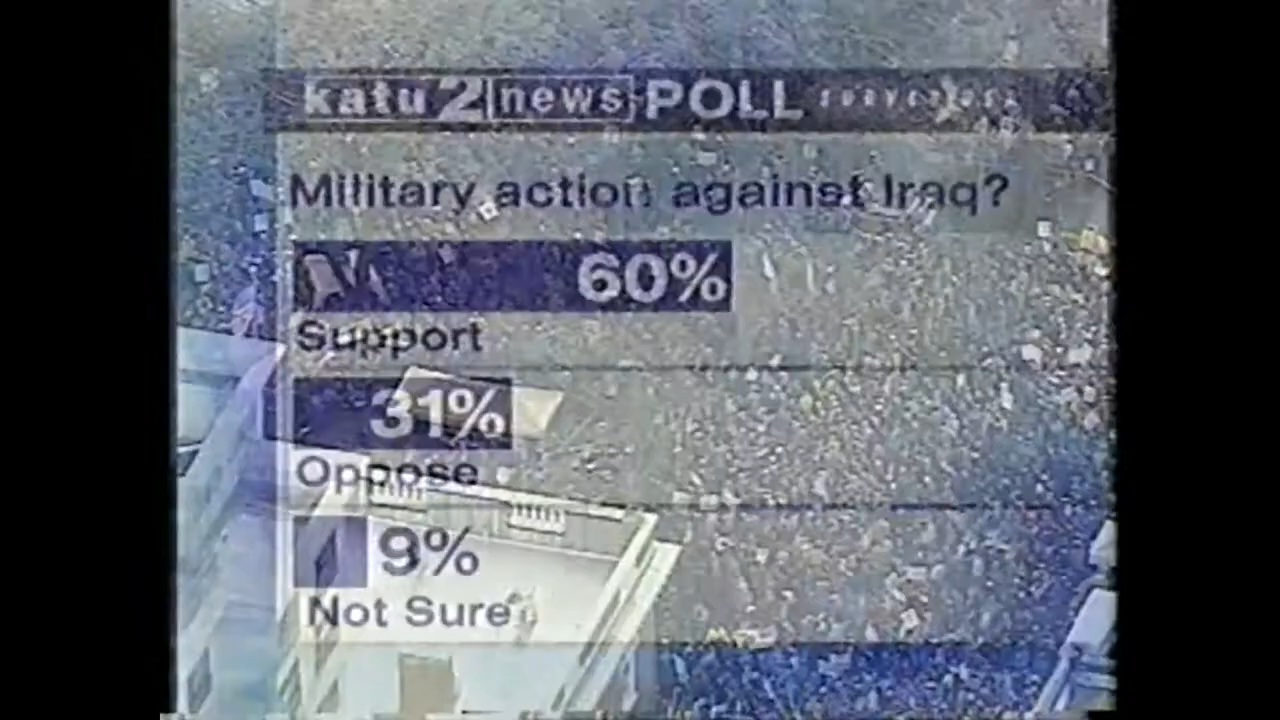 katu 2 news POLL
Military action against Iraq?
60%
Support
31%
Oppose
9%
Not Sure